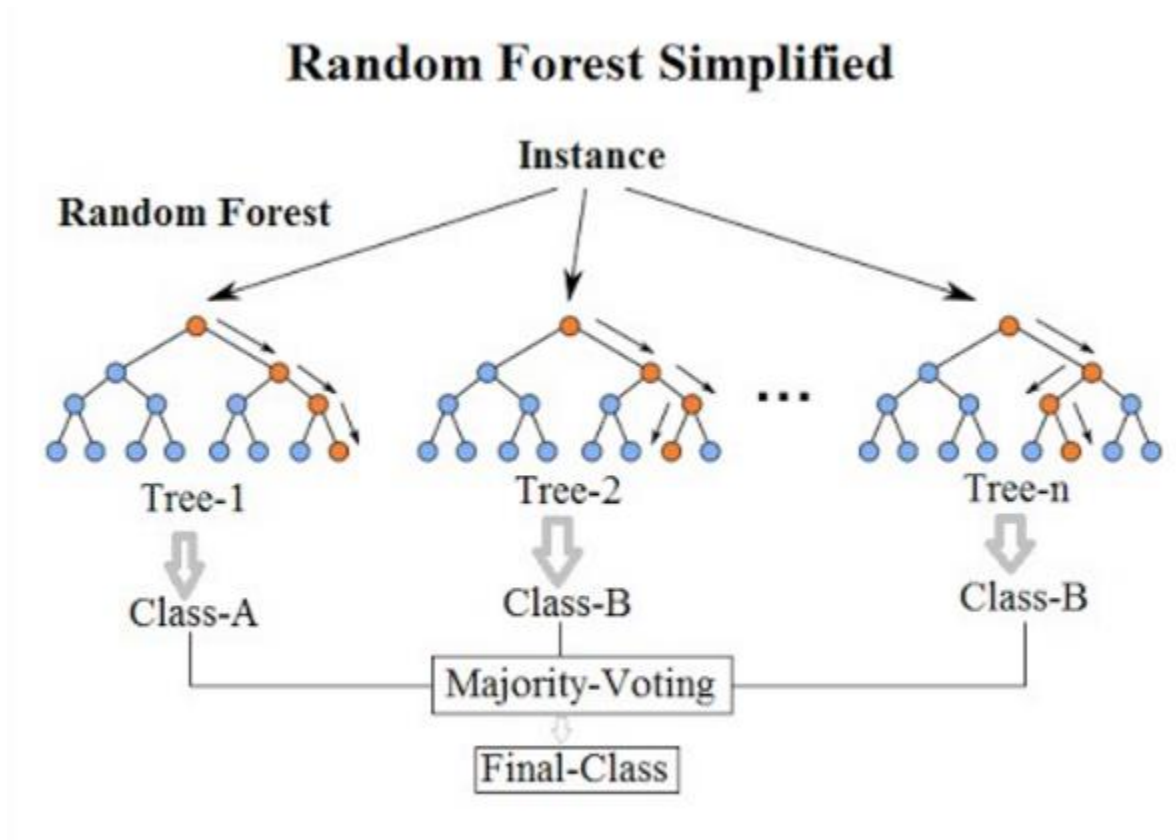 Random Forest Simplified
Instance
Random Forest
...
Tree-1
Tree-2
Tree-n
Class-A
Class-B
Class-B
Majority-Voting
Final-Class